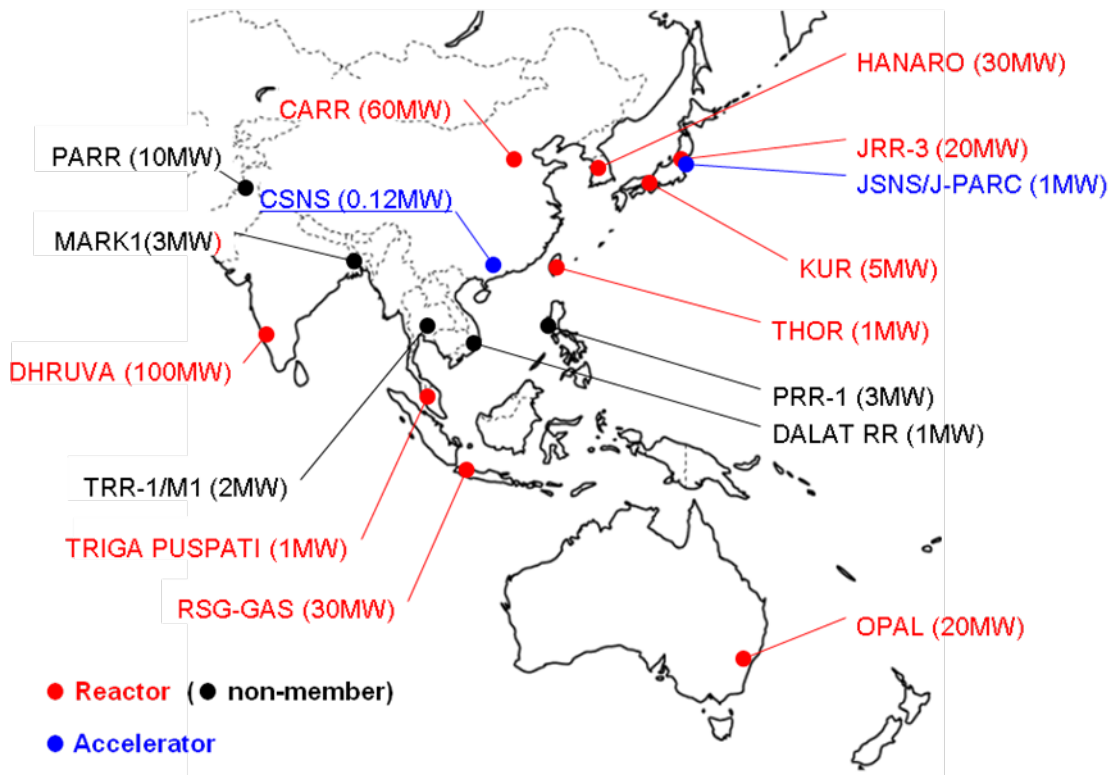 HANARO (30MW)
CARR (60MW)
PARR (10MW)
JRR-3 (20MW)
JSNS/J-PARC (1MW)
CSNS (0.12MW)
MARK1(3MW)
KUR (5MW)
THOR (1MW)
DHRUVA (100MW)
PRR-1 (3MW)
DALAT RR (1MW)
TRR-1/M1 (2MW)
TRIGA PUSPATI (1MW)
RSG-GAS (30MW)
OPAL (20MW)
Reactor ( non-member)
Accelerator